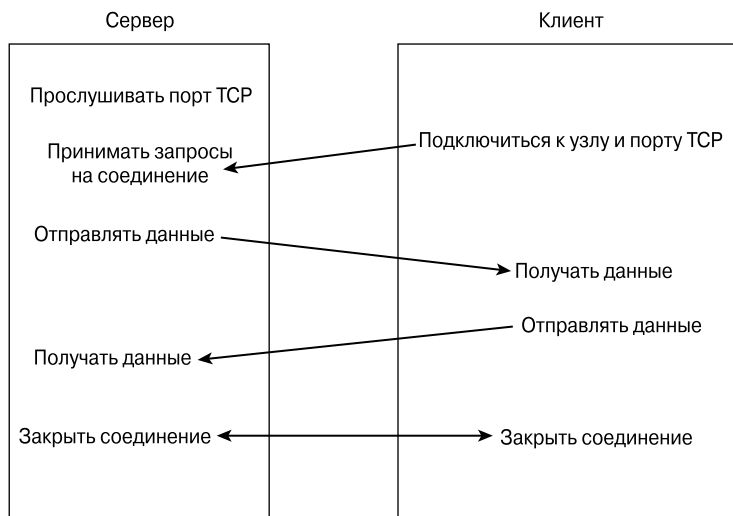 Сервер
Клиент
Прослушивать порт TCP
Подключиться к узлу и порту TCP
Принимать запросы
на соединение
Отправлять данные
Получать данные
Отправлять данные
Получать данные
Закрыть соединение
Закрыть соединение